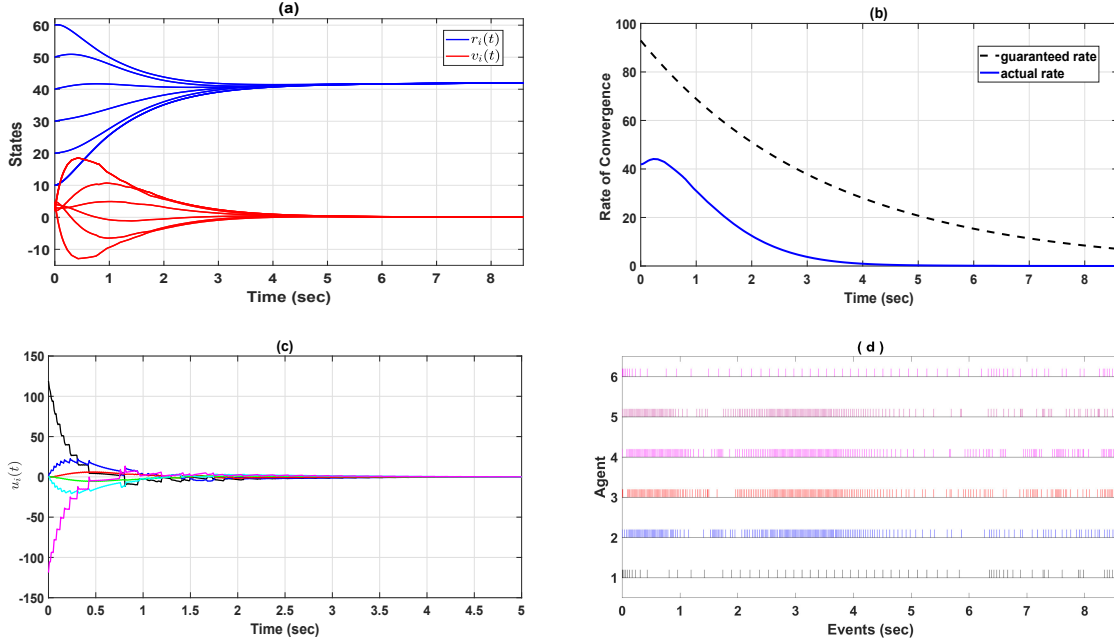 (a)
60
50
40
30
20
10
0
-10
States
r_i(t)
v_i(t)
0 1 2 3 4 5 6 7 8
Time (sec)
(b)
100
80
60
40
20
0
Rate of Convergence
guaranteed rate
actual rate
0 1 2 3 4 5 6 7 8
Time (sec)
(c)
150
100
50
0
-50
-100
-150
u_i(t)
0 0.5 1 1.5 2 2.5 3 3.5 4 4.5 5
Time (sec)
( d )
6
5
4
3
2
1
Agent
0 1 2 3 4 5 6 7 8
Events (sec)